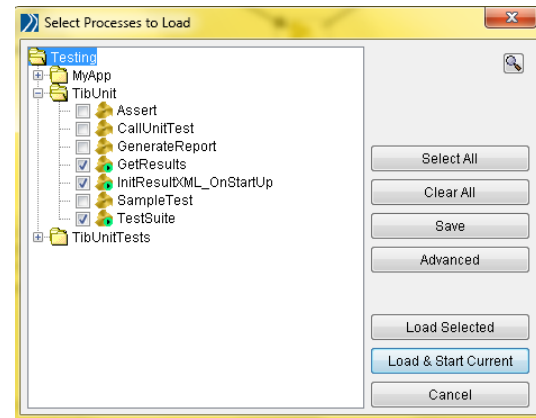 Select Processes to Load
Testing
MyApp
TibUnit
Assert
CallUnitTest
GenerateReport
GetResults
InitResultXML_OnStartUp
SampleTest
TestSuite
TibUnitTests
Select All
Clear All
Save
Advanced
Load Selected
Load & Start Current
Cancel